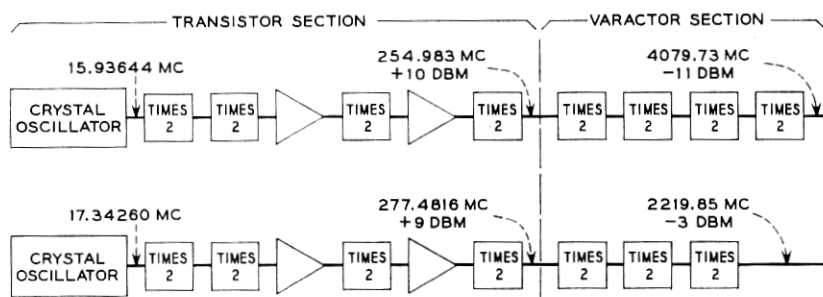 TRANSISTOR SECTION
VARACTOR SECTION
15.93644 MC
254.983 MC
+10 DBM
4079.73 MC
−11 DBM
CRYSTAL
OSCILLATOR
TIMES
2
TIMES
2
TIMES
2
TIMES
2
TIMES
2
TIMES
2
TIMES
2
TIMES
2
17.34260 MC
277.4816 MC
+9 DBM
2219.85 MC
−3 DBM
CRYSTAL
OSCILLATOR
TIMES
2
TIMES
2
TIMES
2
TIMES
2
TIMES
2
TIMES
2
TIMES
2